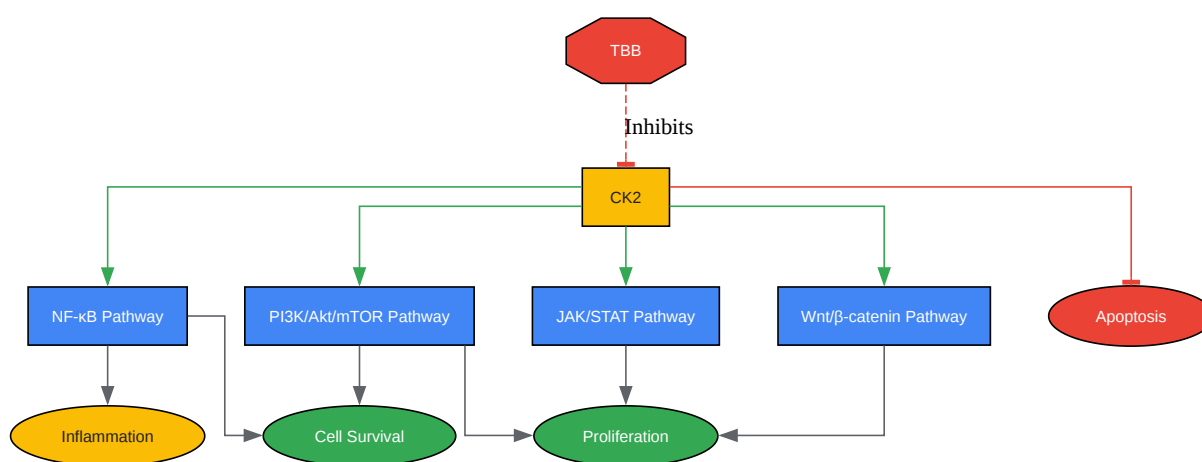 TBB
Inhibits
CK2
NF-κB Pathway
PI3K/Akt/mTOR Pathway
JAK/STAT Pathway
Wnt/β-catenin Pathway
Apoptosis
Inflammation
Cell Survival
Proliferation